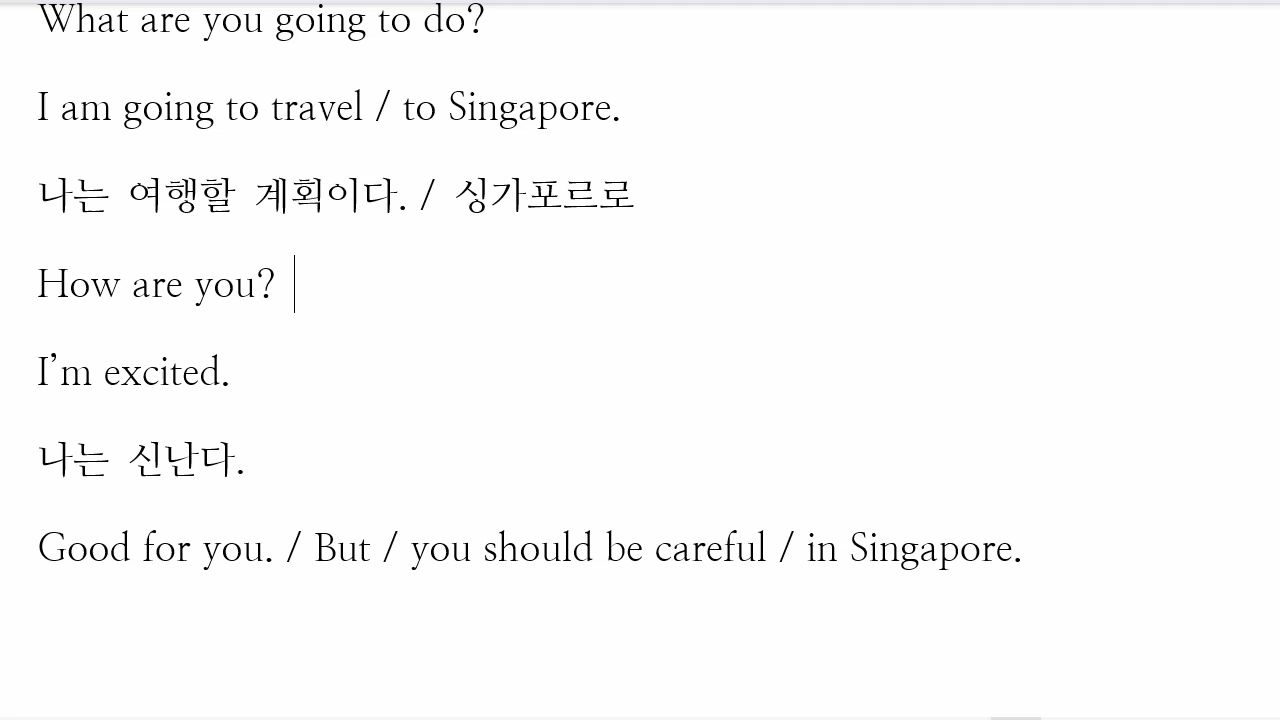 What are you going to do?
I am going to travel / to Singapore.
나는 여행할 계획이다. / 싱가포르로
How are you?
I’m excited.
나는 신난다.
Good for you. / But / you should be careful / in Singapore.